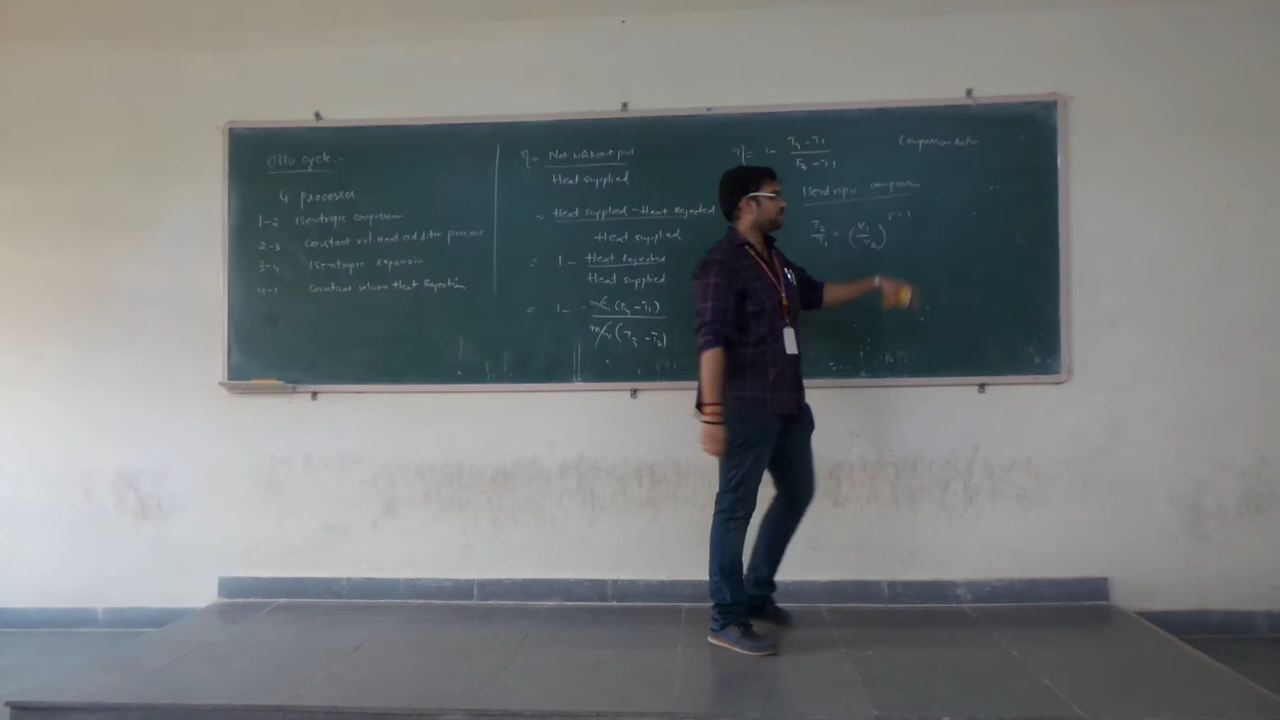 Otto cycle.-
4 processes
1-2 Isentropic compression
2-3 Constant vol Heat addition process
3-4 Isentropic expansion
4-1 Constant volume Heat Rejection
η = Net workout put / Heat supplied
= Heat supplied - Heat Rejected / Heat supplied
= 1 - Heat Rejected / Heat supplied
= 1 - mCv (T4 - T1) / mCv (T3 - T2)
η = 1 - T4 - T1 / T3 -
Isentropic compression
T2/T1 = (V1/V2)^γ-1
Compression ratio